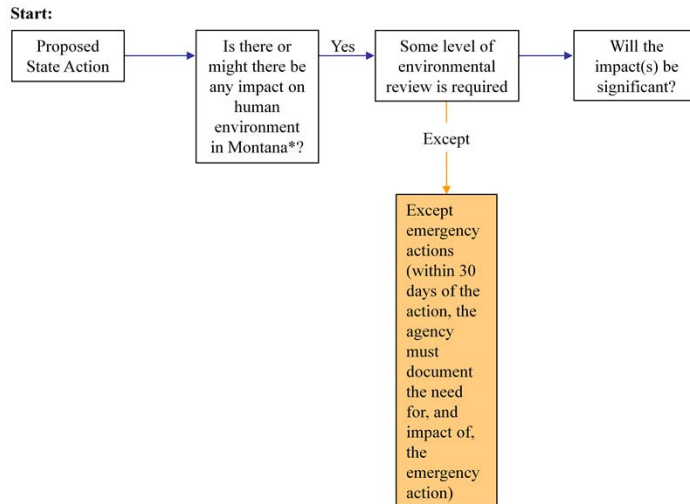 Start:
Proposed
State Action
Is there or
might there be
any impact on
human
environment
in Montana*?
Yes
Some level of
environmental
review is required
Will the
impact(s) be
significant?
Except
Except
emergency
actions
(within 30
days of the
action, the
agency
must
document
the need
for, and
impact of,
the
emergency
action)